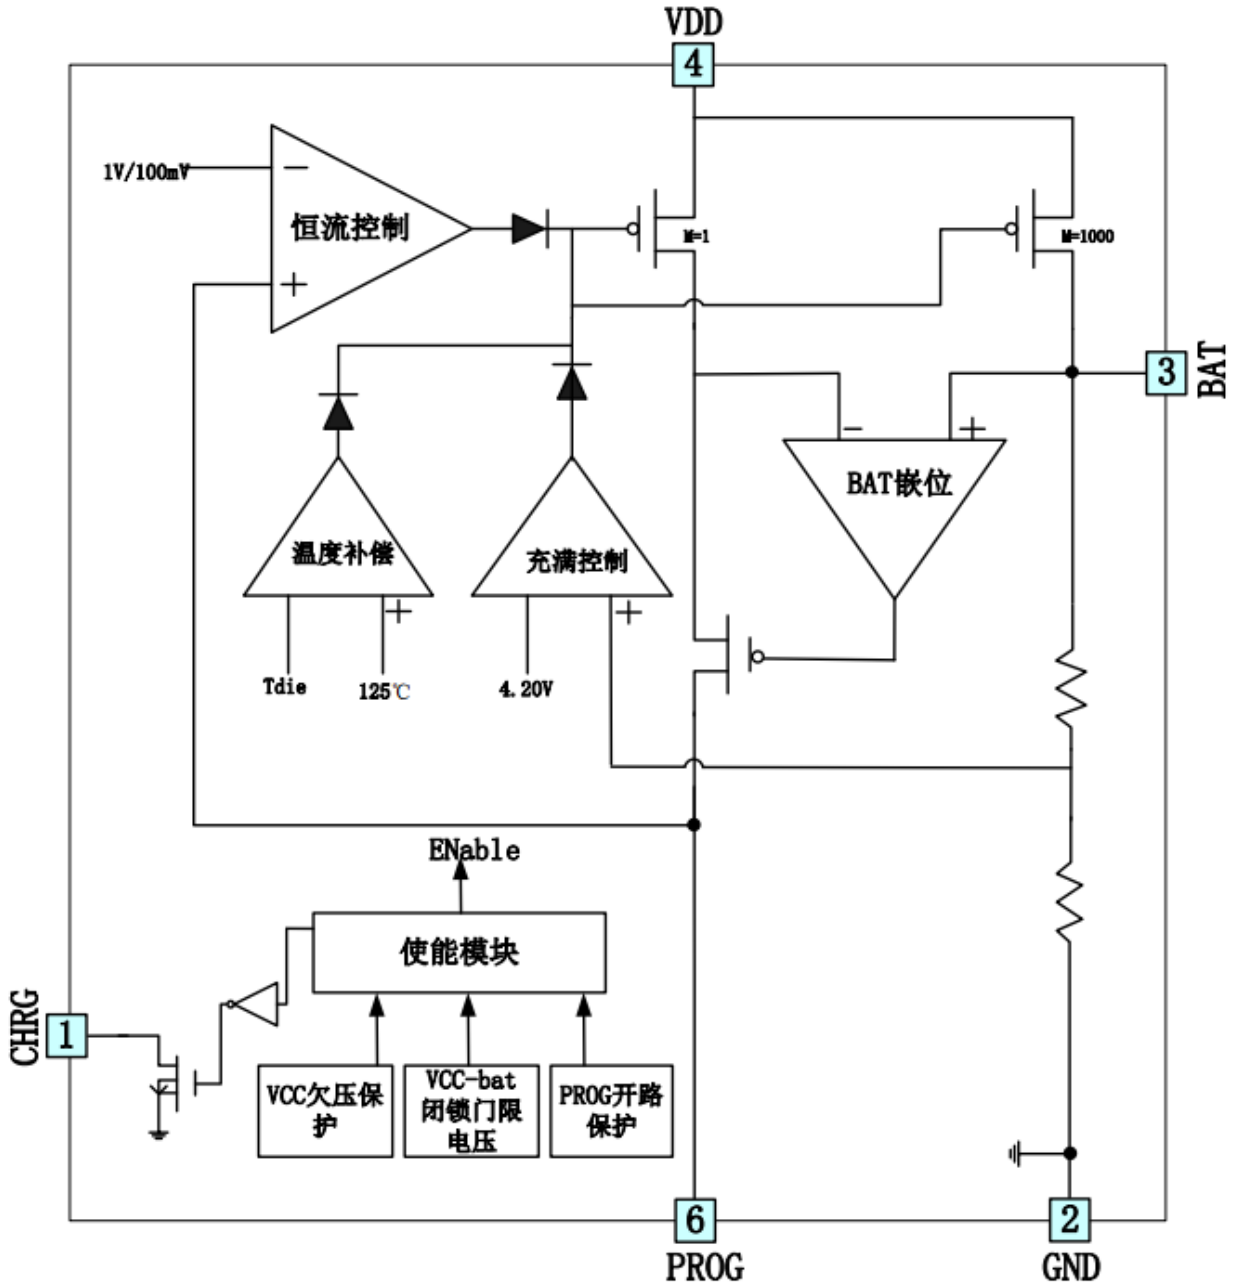 VDD
4
1V/100mV
−
恒流控制
+
M=1
M=1000
3
BAT
−
+
BAT嵌位
温度补偿
+
充满控制
+
Tdie
125℃
4.20V
ENable
使能模块
CHRG
1
VCC欠压保
护
VCC-bat
闭锁门限
电压
PROG开路
保护
6
PROG
2
GND